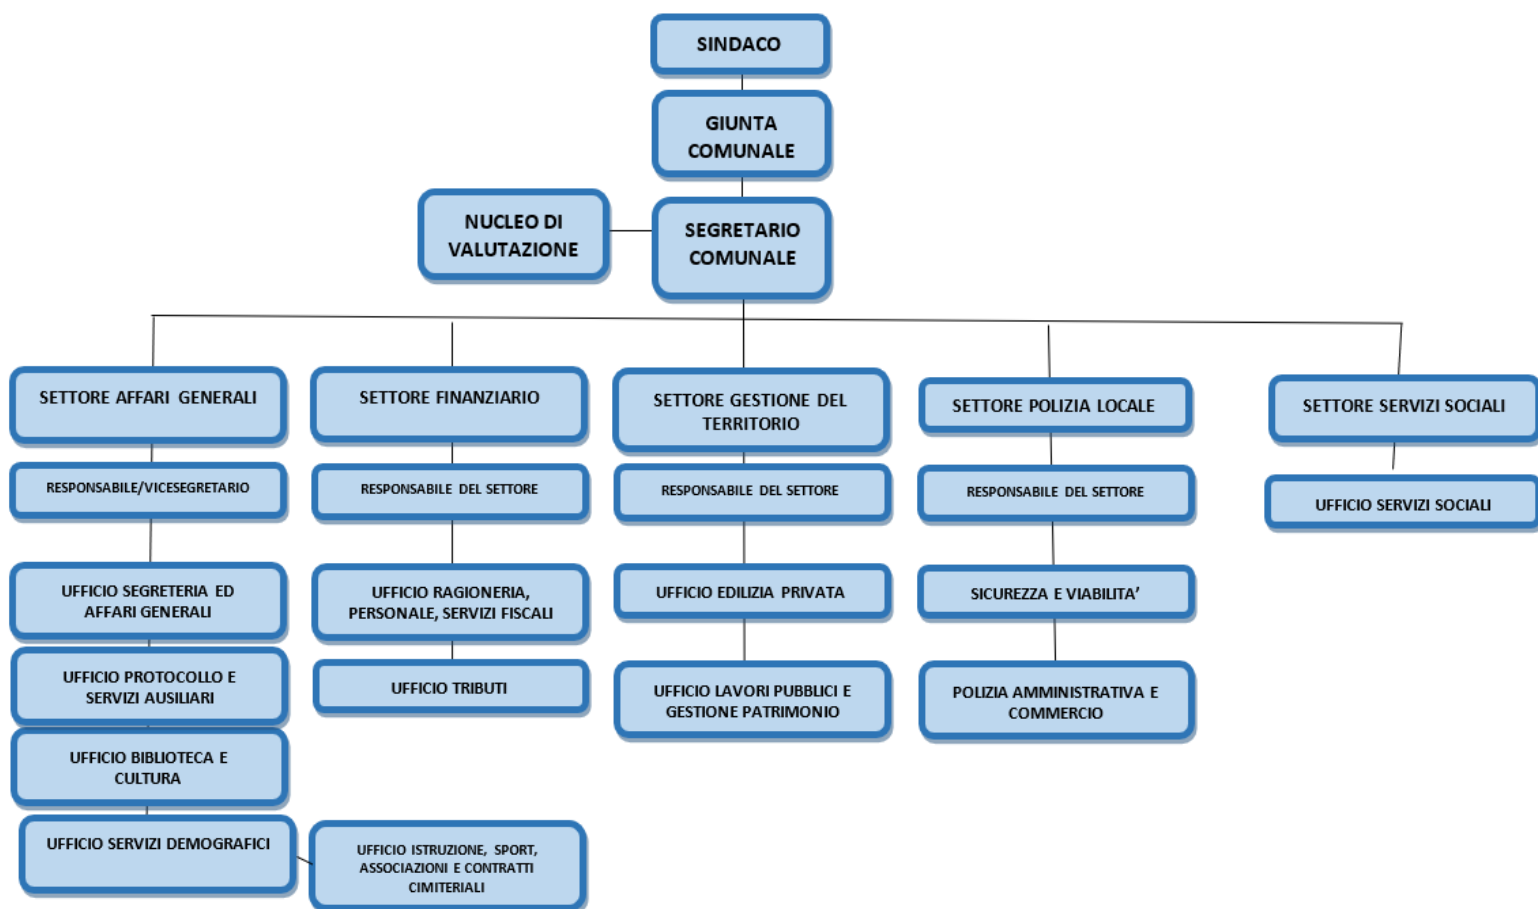 SINDACO
GIUNTA
COMUNALE
NUCLEO DI
VALUTAZIONE
SEGRETARIO
COMUNALE
SETTORE AFFARI GENERALI
SETTORE FINANZIARIO
SETTORE GESTIONE DEL
TERRITORIO
SETTORE POLIZIA LOCALE
SETTORE SERVIZI SOCIALI
RESPONSABILE/VICESEGRETARIO
RESPONSABILE DEL SETTORE
RESPONSABILE DEL SETTORE
RESPONSABILE DEL SETTORE
UFFICIO SERVIZI SOCIALI
UFFICIO SEGRETERIA ED
AFFARI GENERALI
UFFICIO RAGIONERIA,
PERSONALE, SERVIZI FISCALI
UFFICIO EDILIZIA PRIVATA
SICUREZZA E VIABILITA’
UFFICIO PROTOCOLLO E
SERVIZI AUSILIARI
UFFICIO TRIBUTI
UFFICIO LAVORI PUBBLICI E
GESTIONE PATRIMONIO
POLIZIA AMMINISTRATIVA E
COMMERCIO
UFFICIO BIBLIOTECA E
CULTURA
UFFICIO SERVIZI DEMOGRAFICI
UFFICIO ISTRUZIONE, SPORT,
ASSOCIAZIONI E CONTRATTI
CIMITERIALI